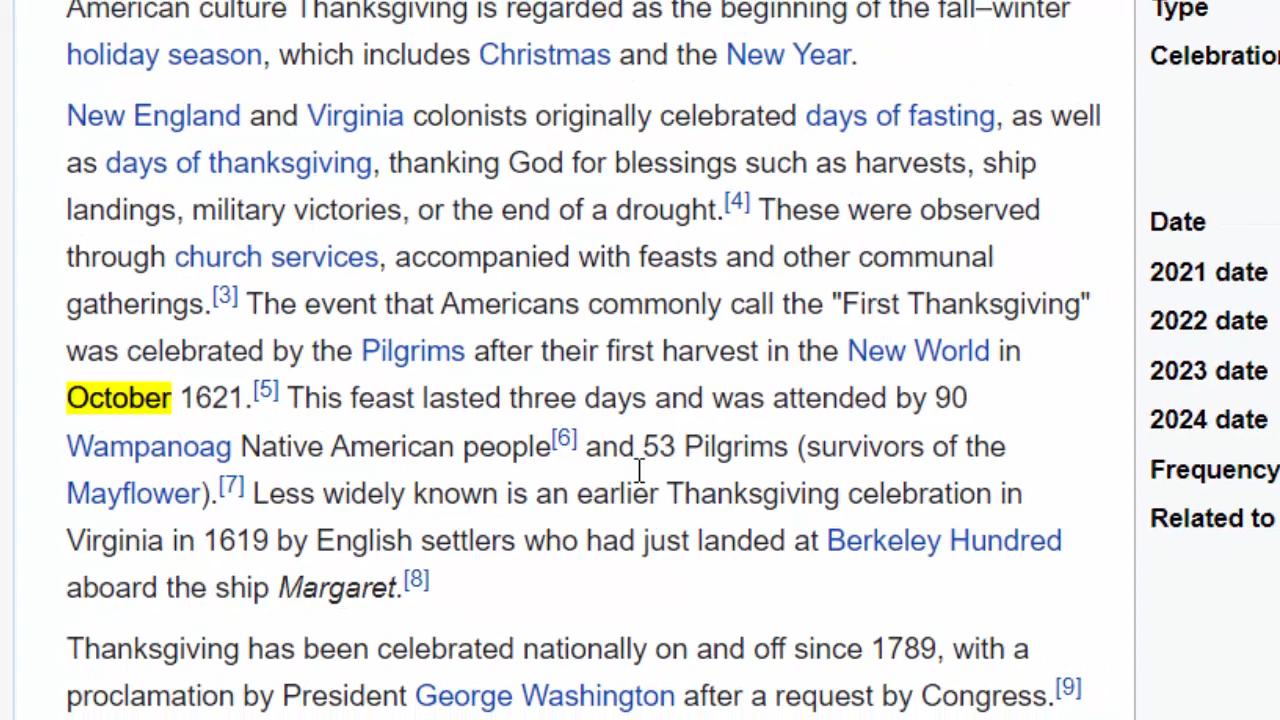 American culture Thanksgiving is regarded as the beginning of the fall–winter
holiday season, which includes Christmas and the New Year.
New England and Virginia colonists originally celebrated days of fasting, as well
as days of thanksgiving, thanking God for blessings such as harvests, ship
landings, military victories, or the end of a drought.[4] These were observed
through church services, accompanied with feasts and other communal
gatherings.[3] The event that Americans commonly call the "First Thanksgiving"
was celebrated by the Pilgrims after their first harvest in the New World in
October 1621.[5] This feast lasted three days and was attended by 90
Wampanoag Native American people[6] and 53 Pilgrims (survivors of the
Mayflower).[7] Less widely known is an earlier Thanksgiving celebration in
Virginia in 1619 by English settlers who had just landed at Berkeley Hundred
aboard the ship Margaret.[8]
Thanksgiving has been celebrated nationally on and off since 1789, with a
proclamation by President George Washington after a request by Congress.[9]
Type
Celebration
Date
2021 date
2022 date
2023 date
2024 date
Frequency
Related to